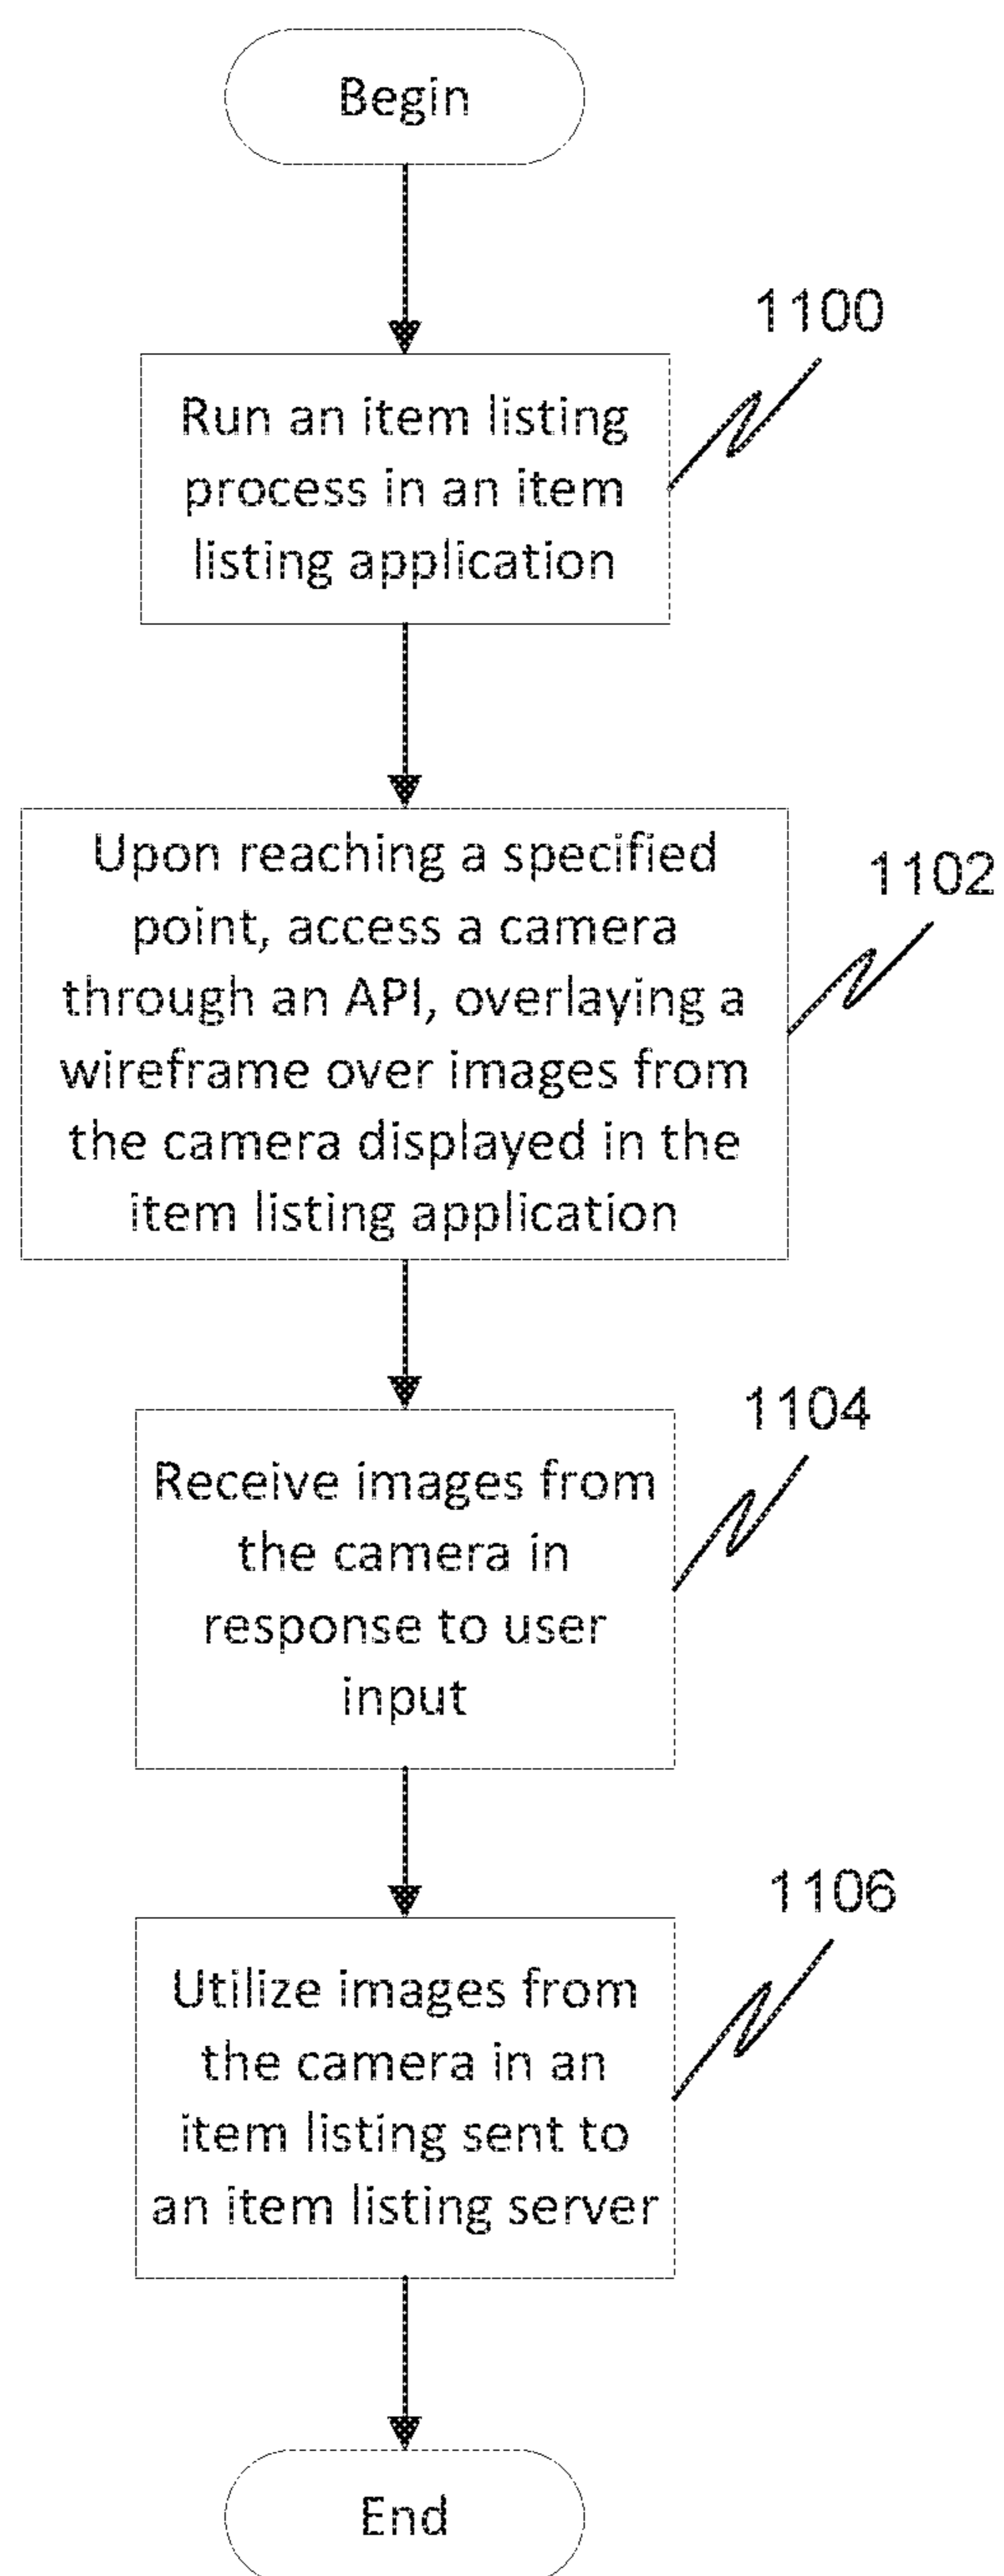 Begin
1100
Run an item listing
process in an item
listing application
1102
Upon reaching a specified
point, access a camera
through an API, overlaying a
wireframe over images from
the camera displayed in the
item listing application
1104
Receive images from
the camera in
response to user
input
1106
Utilize images from
the camera in an
item listing sent to
an item listing server
End